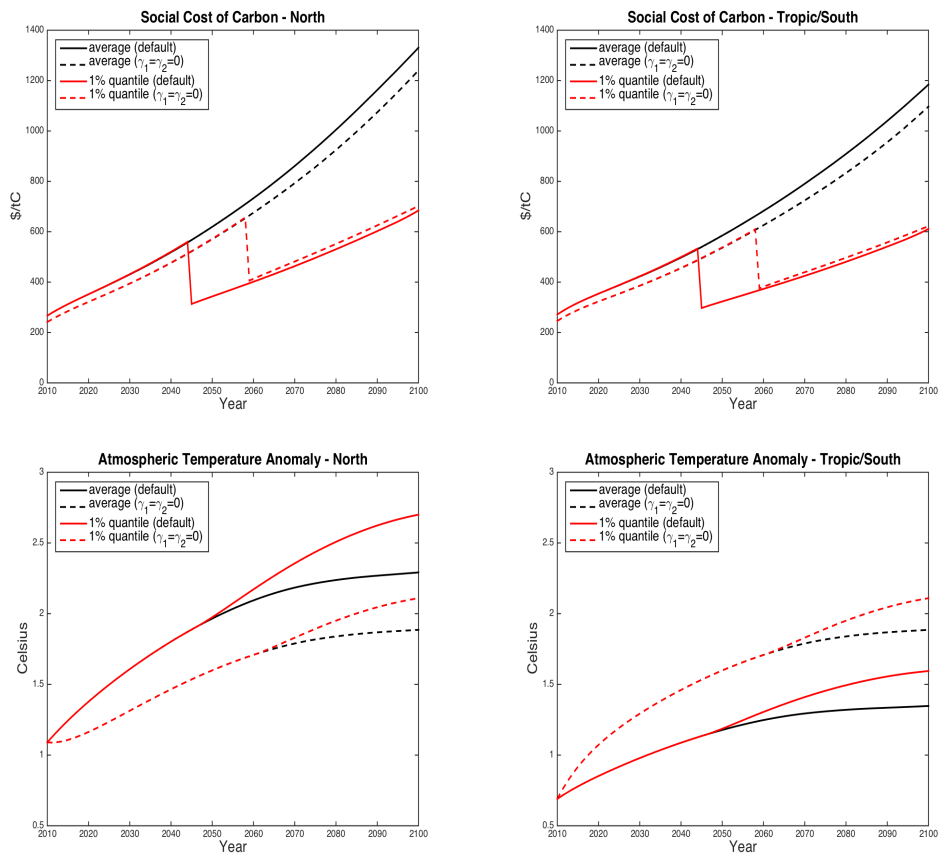 Social Cost of Carbon - North
1400
1200
1000
800
600
400
200
0
$/tC
average (default)
average (γ1=γ2=0)
1% quantile (default)
1% quantile (γ1=γ2=0)
2010 2020 2030 2040 2050 2060 2070 2080 2090 2100
Year
Social Cost of Carbon - Tropic/South
1400
1200
1000
800
600
400
200
0
$/tC
average (default)
average (γ1=γ2=0)
1% quantile (default)
1% quantile (γ1=γ2=0)
2010 2020 2030 2040 2050 2060 2070 2080 2090 2100
Year
Atmospheric Temperature Anomaly - North
3
2.5
2
1.5
1
0.5
Celsius
average (default)
average (γ1=γ2=0)
1% quantile (default)
1% quantile (γ1=γ2=0)
2010 2020 2030 2040 2050 2060 2070 2080 2090 2100
Year
Atmospheric Temperature Anomaly - Tropic/South
3
2.5
2
1.5
1
0.5
Celsius
average (default)
average (γ1=γ2=0)
1% quantile (default)
1% quantile (γ1=γ2=0)
2010 2020 2030 2040 2050 2060 2070 2080 2090 2100
Year